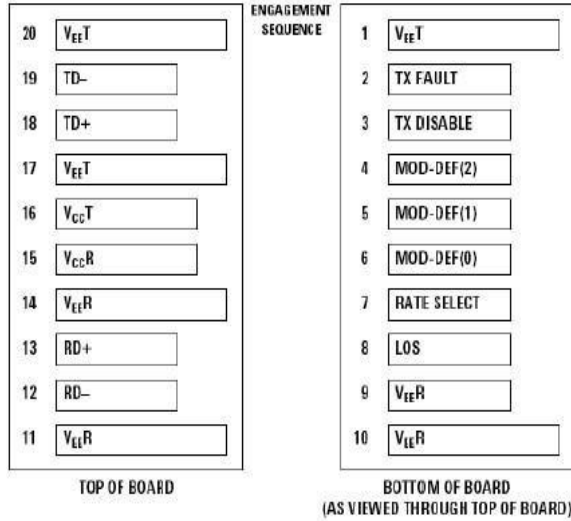 ENGAGEMENT
SEQUENCE
20 VEET
19 TD–
18 TD+
17 VEET
16 VCCT
15 VCCR
14 VEER
13 RD+
12 RD–
11 VEER
TOP OF BOARD
1 VEET
2 TX FAULT
3 TX DISABLE
4 MOD-DEF(2)
5 MOD-DEF(1)
6 MOD-DEF(0)
7 RATE SELECT
8 LOS
9 VEER
10 VEER
BOTTOM OF BOARD
(AS VIEWED THROUGH TOP OF BOARD)